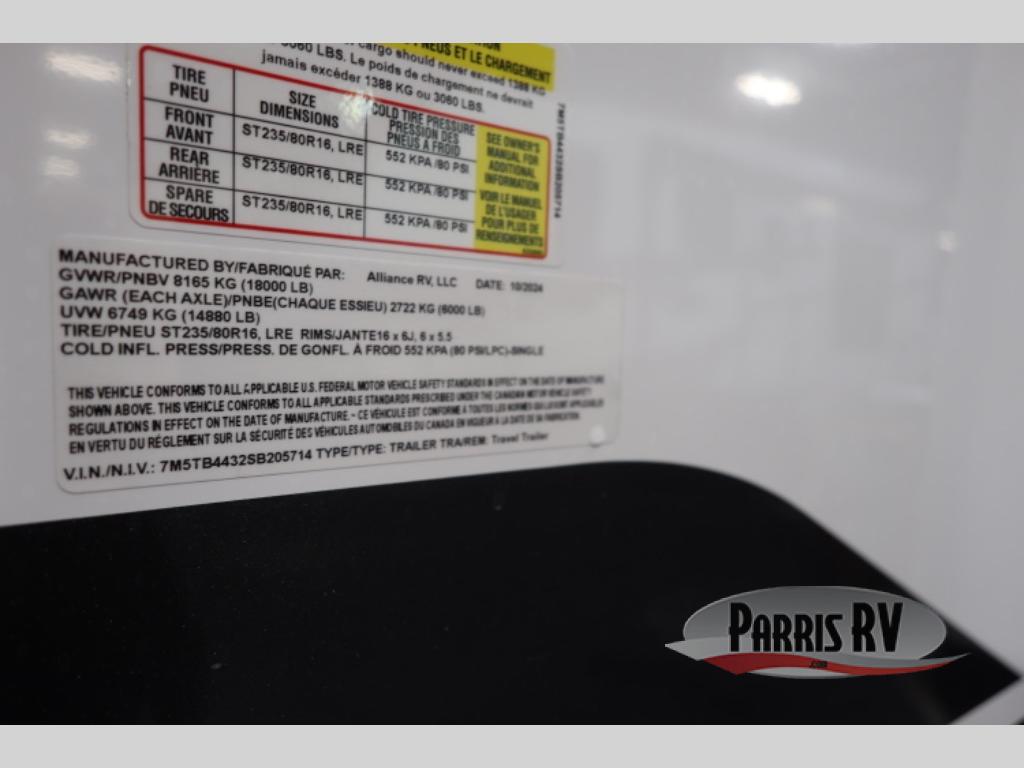 PNEUS ET LE CHARGEMENT
3060 LBS. cargo should never exceed 1388 KG
3060 LBS. Le poids de chargement ne devrait
jamais excéder 1388 KG ou 3060 LBS.
TIRE PNEU SIZE DIMENSIONS COLD TIRE PRESSURE PRESSION DES PNEUS A FROID
FRONT AVANT ST235/80R16, LRE 552 KPA /80 PSI
REAR ARRIÈRE ST235/80R16, LRE 552 KPA /80 PSI
SPARE DE SECOURS ST235/80R16, LRE 552 KPA /80 PSI
SEE OWNER'S
MANUAL FOR
ADDITIONAL
INFORMATION
VOIR LE MANUEL
DE L'USAGER
POUR PLUS DE
RENSEIGNEMENTS
7M5TB4432SB205714
MANUFACTURED BY/FABRIQUÉ PAR: Alliance RV, LLC DATE: 10/2024
GVWR/PNBV 8165 KG (18000 LB)
GAWR (EACH AXLE)/PNBE(CHAQUE ESSIEU) 2722 KG (6000 LB)
UVW 6749 KG (14880 LB)
TIRE/PNEU ST235/80R16, LRE RIMS/JANTE16 x 6J, 6 x 5.5
COLD INFL. PRESS/PRESS. DE GONFL. À FROID 552 KPA (80 PSI/LPC)-SINGLE
THIS VEHICLE CONFORMS TO ALL APPLICABLE U.S. FEDERAL MOTOR VEHICLE SAFETY STANDARDS IN EFFECT ON THE DATE OF MANUFACTURE
SHOWN ABOVE. THIS VEHICLE CONFORMS TO ALL APPLICABLE STANDARDS PRESCRIBED UNDER THE CANADIAN MOTOR VEHICLE SAFETY
REGULATIONS IN EFFECT ON THE DATE OF MANUFACTURE. - CE VÉHICULE EST CONFORME A TOUTES LES NORMES QUI LUI SONT APPLICABLES
EN VERTU DU RÉGLEMENT SUR LA SÉCURITÉ DES VÉHICULES AUTOMOBILES DU CANADA EN VIGUEUR A LA DATE DE SA FABRICATION.
V.I.N./N.I.V.: 7M5TB4432SB205714 TYPE/TYPE: TRAILER TRA/REM: Travel Trailer
PARRIS RV
.com